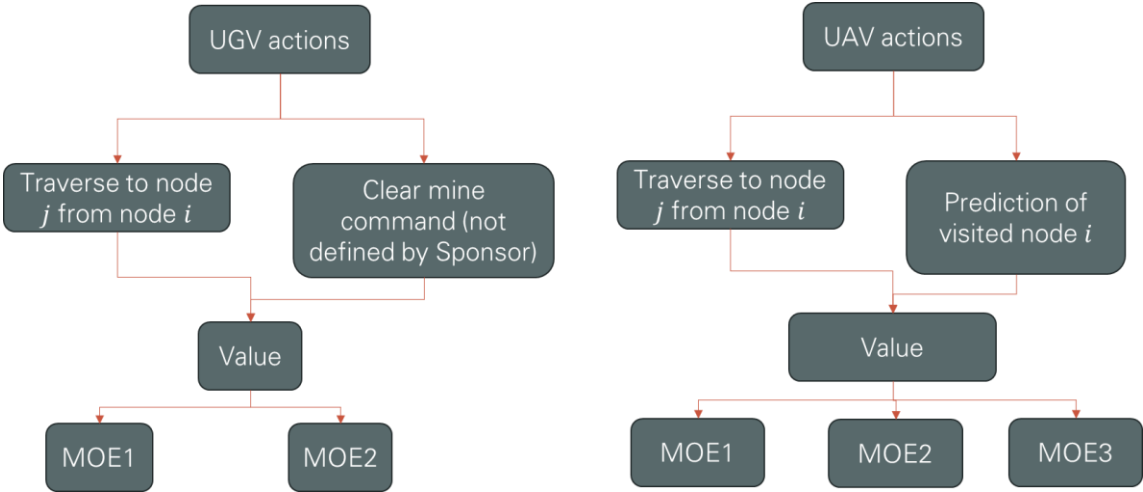 UGV actions
Traverse to node
j from node i
Clear mine
command (not
defined by Sponsor)
Value
MOE1
MOE2
UAV actions
Traverse to node
j from node i
Prediction of
visited node i
Value
MOE1
MOE2
MOE3